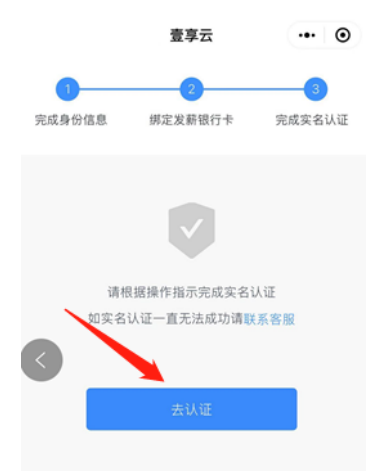 壹享云
1
2
3
完成身份信息
绑定发薪银行卡
完成实名认证
请根据操作指示完成实名认证
如实名认证一直无法成功请联系客服
去认证